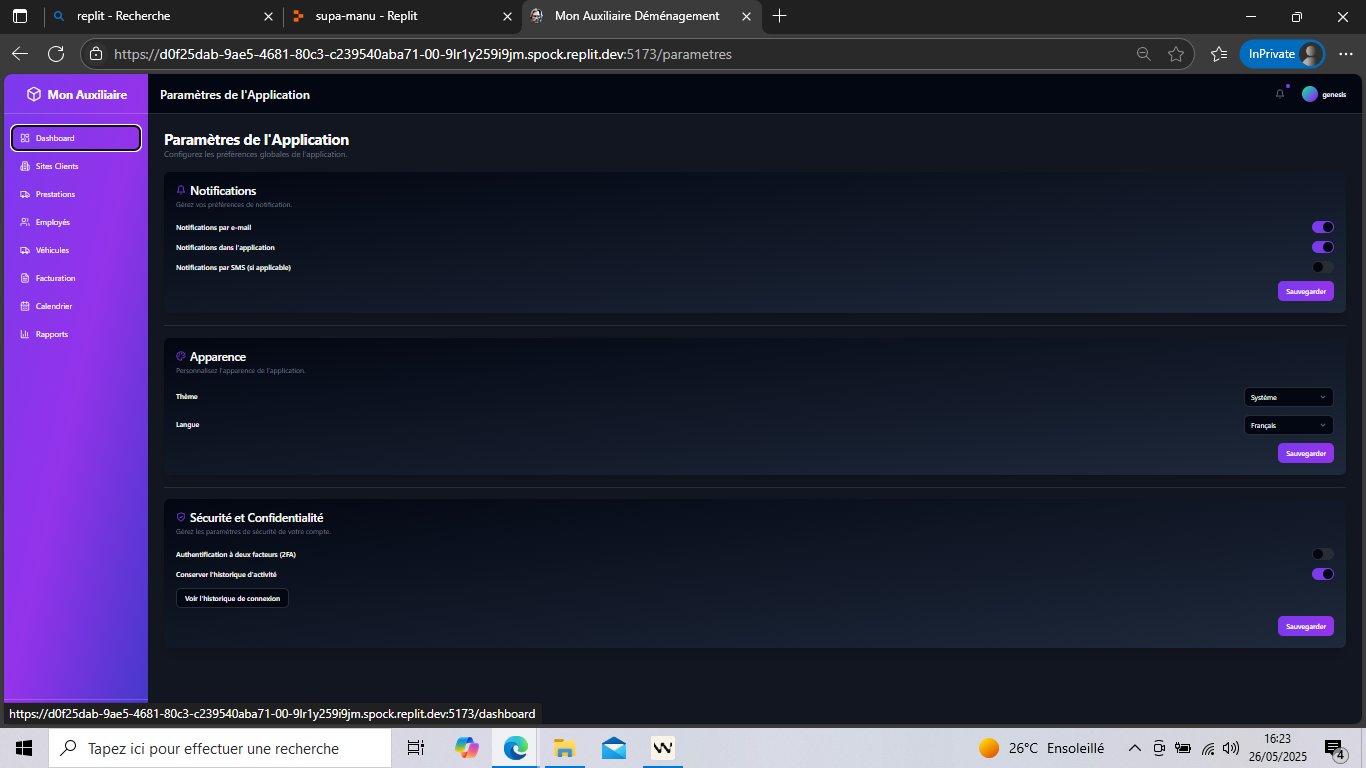 replit - Recherche
supa-manu - Replit
Mon Auxiliaire Déménagement
https://d0f25dab-9ae5-4681-80c3-c239540aba71-00-9lr1y259i9jm.spock.replit.dev:5173/parametres
InPrivate
Mon Auxiliaire
Paramètres de l'Application
genesis
Dashboard
Sites Clients
Prestations
Employés
Véhicules
Facturation
Calendrier
Rapports
Paramètres de l'Application
Configurez les préférences globales de l'application.
Notifications
Gérez vos préférences de notification.
Notifications par e-mail
Notifications dans l'application
Notifications par SMS (si applicable)
Sauvegarder
Apparence
Personnalisez l'apparence de l'application.
Thème
Système
Langue
Français
Sauvegarder
Sécurité et Confidentialité
Gérez les paramètres de sécurité de votre compte.
Authentification à deux facteurs (2FA)
Conserver l'historique d'activité
Voir l'historique de connexion
Sauvegarder
https://d0f25dab-9ae5-4681-80c3-c239540aba71-00-9lr1y259i9jm.spock.replit.dev:5173/dashboard
Tapez ici pour effectuer une recherche
26°C Ensoleillé
16:23
26/05/2025
4